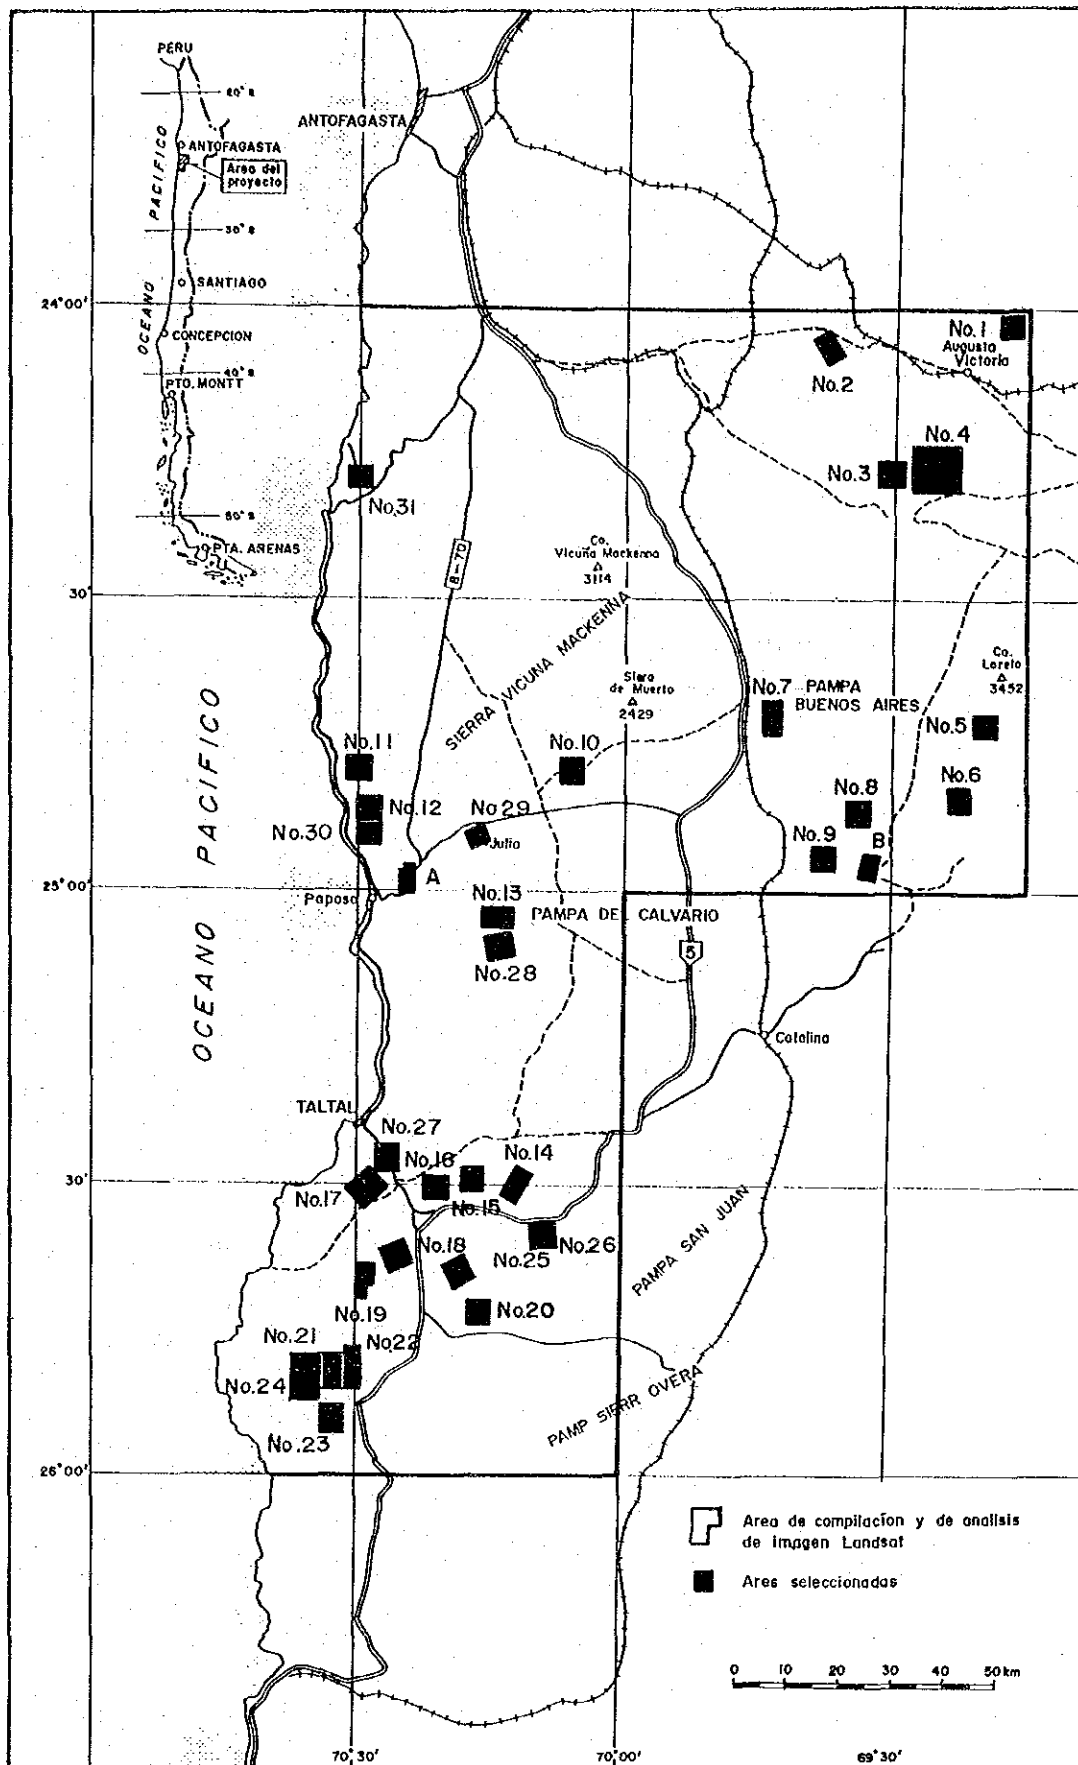 PERU
20° S
ANTOFAGASTA
Area del
proyecto
OCEANO PACIFICO
30° S
SANTIAGO
CONCEPCION
40° S
PTO. MONTT
50° S
PTA. ARENAS
ANTOFAGASTA
24°00'
No.1
Augusta
Victoria
No.2
No.4
No.3
No.31
B-70
Co.
Vicuña Mackenna
3114
30'
SIERRA VICUNA MACKENNA
Siera
de Muerto
2429
Co.
Loreto
3452
No.7
PAMPA
BUENOS AIRES
No.5
No.11
No.10
No.6
No.12
No.8
No.30
No.29
Julia
No.9
B
A
25°00'
Paposo
No.13
PAMPA DEL CALVARIO
No.28
5
OCEANO PACIFICO
Catalina
TALTAL
No.27
No.16
No.14
30'
No.17
No.15
No.18
No.25
No.26
PAMPA SAN JUAN
No.19
No.20
No.21
No.22
No.24
PAMP SIERR OVERA
No.23
26°00'
Area de compilacion y de analisis
de Imagen Landsat
Ares seleccionadas
0 10 20 30 40 50 km
70°30' 70°00' 69°30'